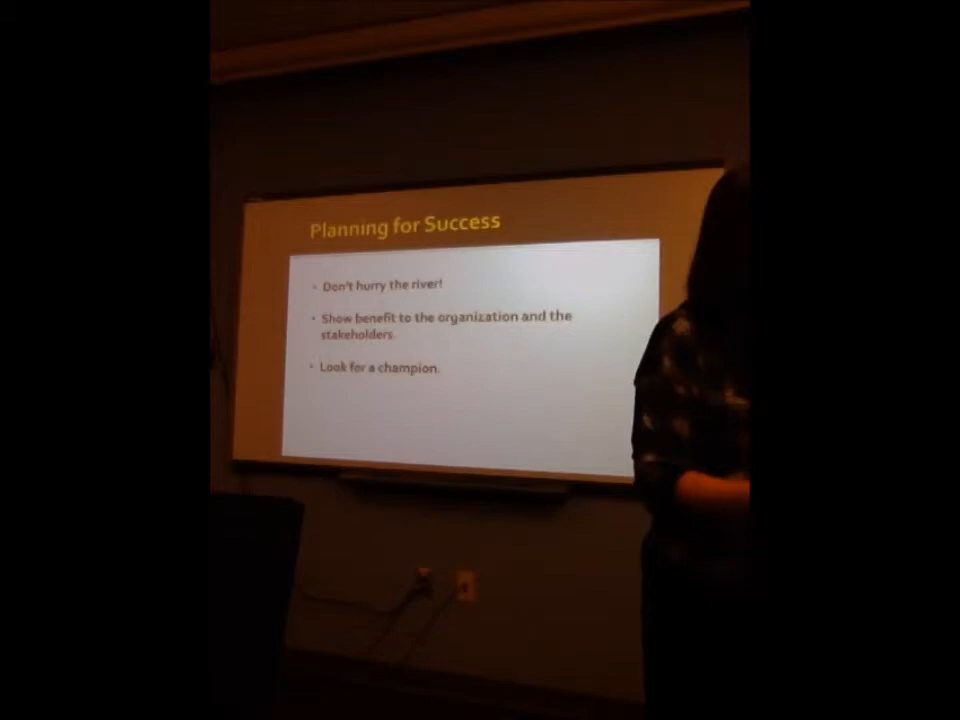 Planning for Success
• Don't hurry the river!
• Show benefit to the organization and the
stakeholders.
• Look for a champion.